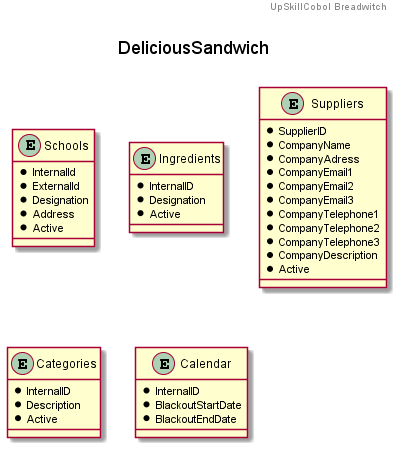 UpSkillCobol Breadwitch
DeliciousSandwich
E Schools
InternalId
ExternalId
Designation
Address
Active
E Ingredients
InternalID
Designation
Active
E Suppliers
SupplierID
CompanyName
CompanyAdress
CompanyEmail1
CompanyEmail2
CompanyEmail3
CompanyTelephone1
CompanyTelephone2
CompanyTelephone3
CompanyDescription
Active
E Categories
InternalID
Description
Active
E Calendar
InternalID
BlackoutStartDate
BlackoutEndDate